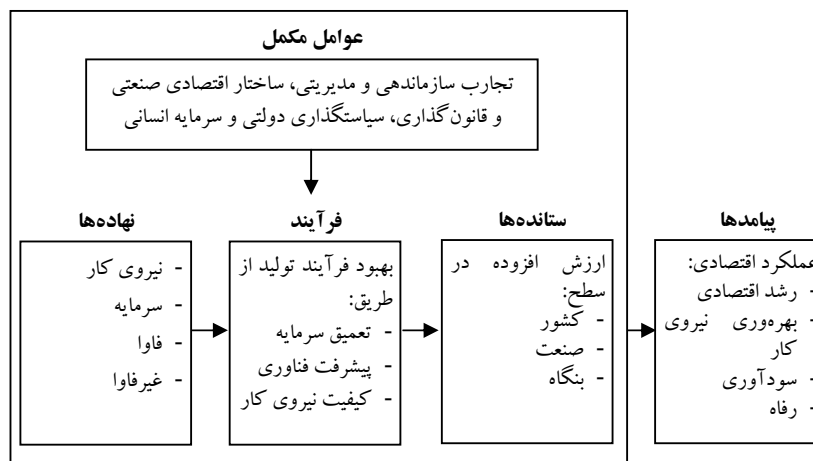 عوامل مکمل
تجارب سازماندهی و مدیریتی، ساختار اقتصادی صنعتی
و قانون‌گذاری، سیاستگذاری دولتی و سرمایه انسانی
نهاده‌ها
- نیروی کار
- سرمایه
- فاوا
- غیرفاوا
فرآیند
بهبود فرآیند تولید از
طریق:
- تعمیق سرمایه
- پیشرفت فناوری
- کیفیت نیروی کار
ستانده‌ها
ارزش افزوده در
سطح:
- کشور
- صنعت
- بنگاه
پیامدها
عملکرد اقتصادی:
- رشد اقتصادی
- بهره‌وری نیروی
کار
- سودآوری
- رفاه